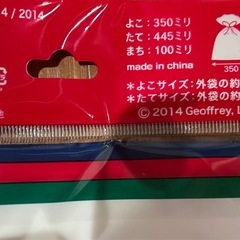 4 / 2014
よこ：350ミリ
たて：445ミリ
まち：100ミリ
made in china
＊よこサイズ：外袋の約
＊たてサイズ：外袋の約
© 2014 Geoffrey, L
350